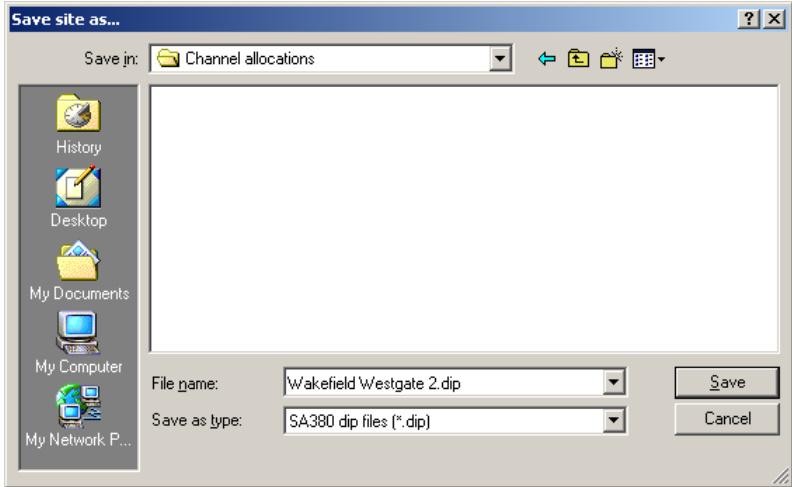 Save site as...
Save in: Channel allocations
History
Desktop
My Documents
My Computer
My Network P...
File name: Wakefield Westgate 2.dip Save
Save as type: SA380 dip files (*.dip) Cancel